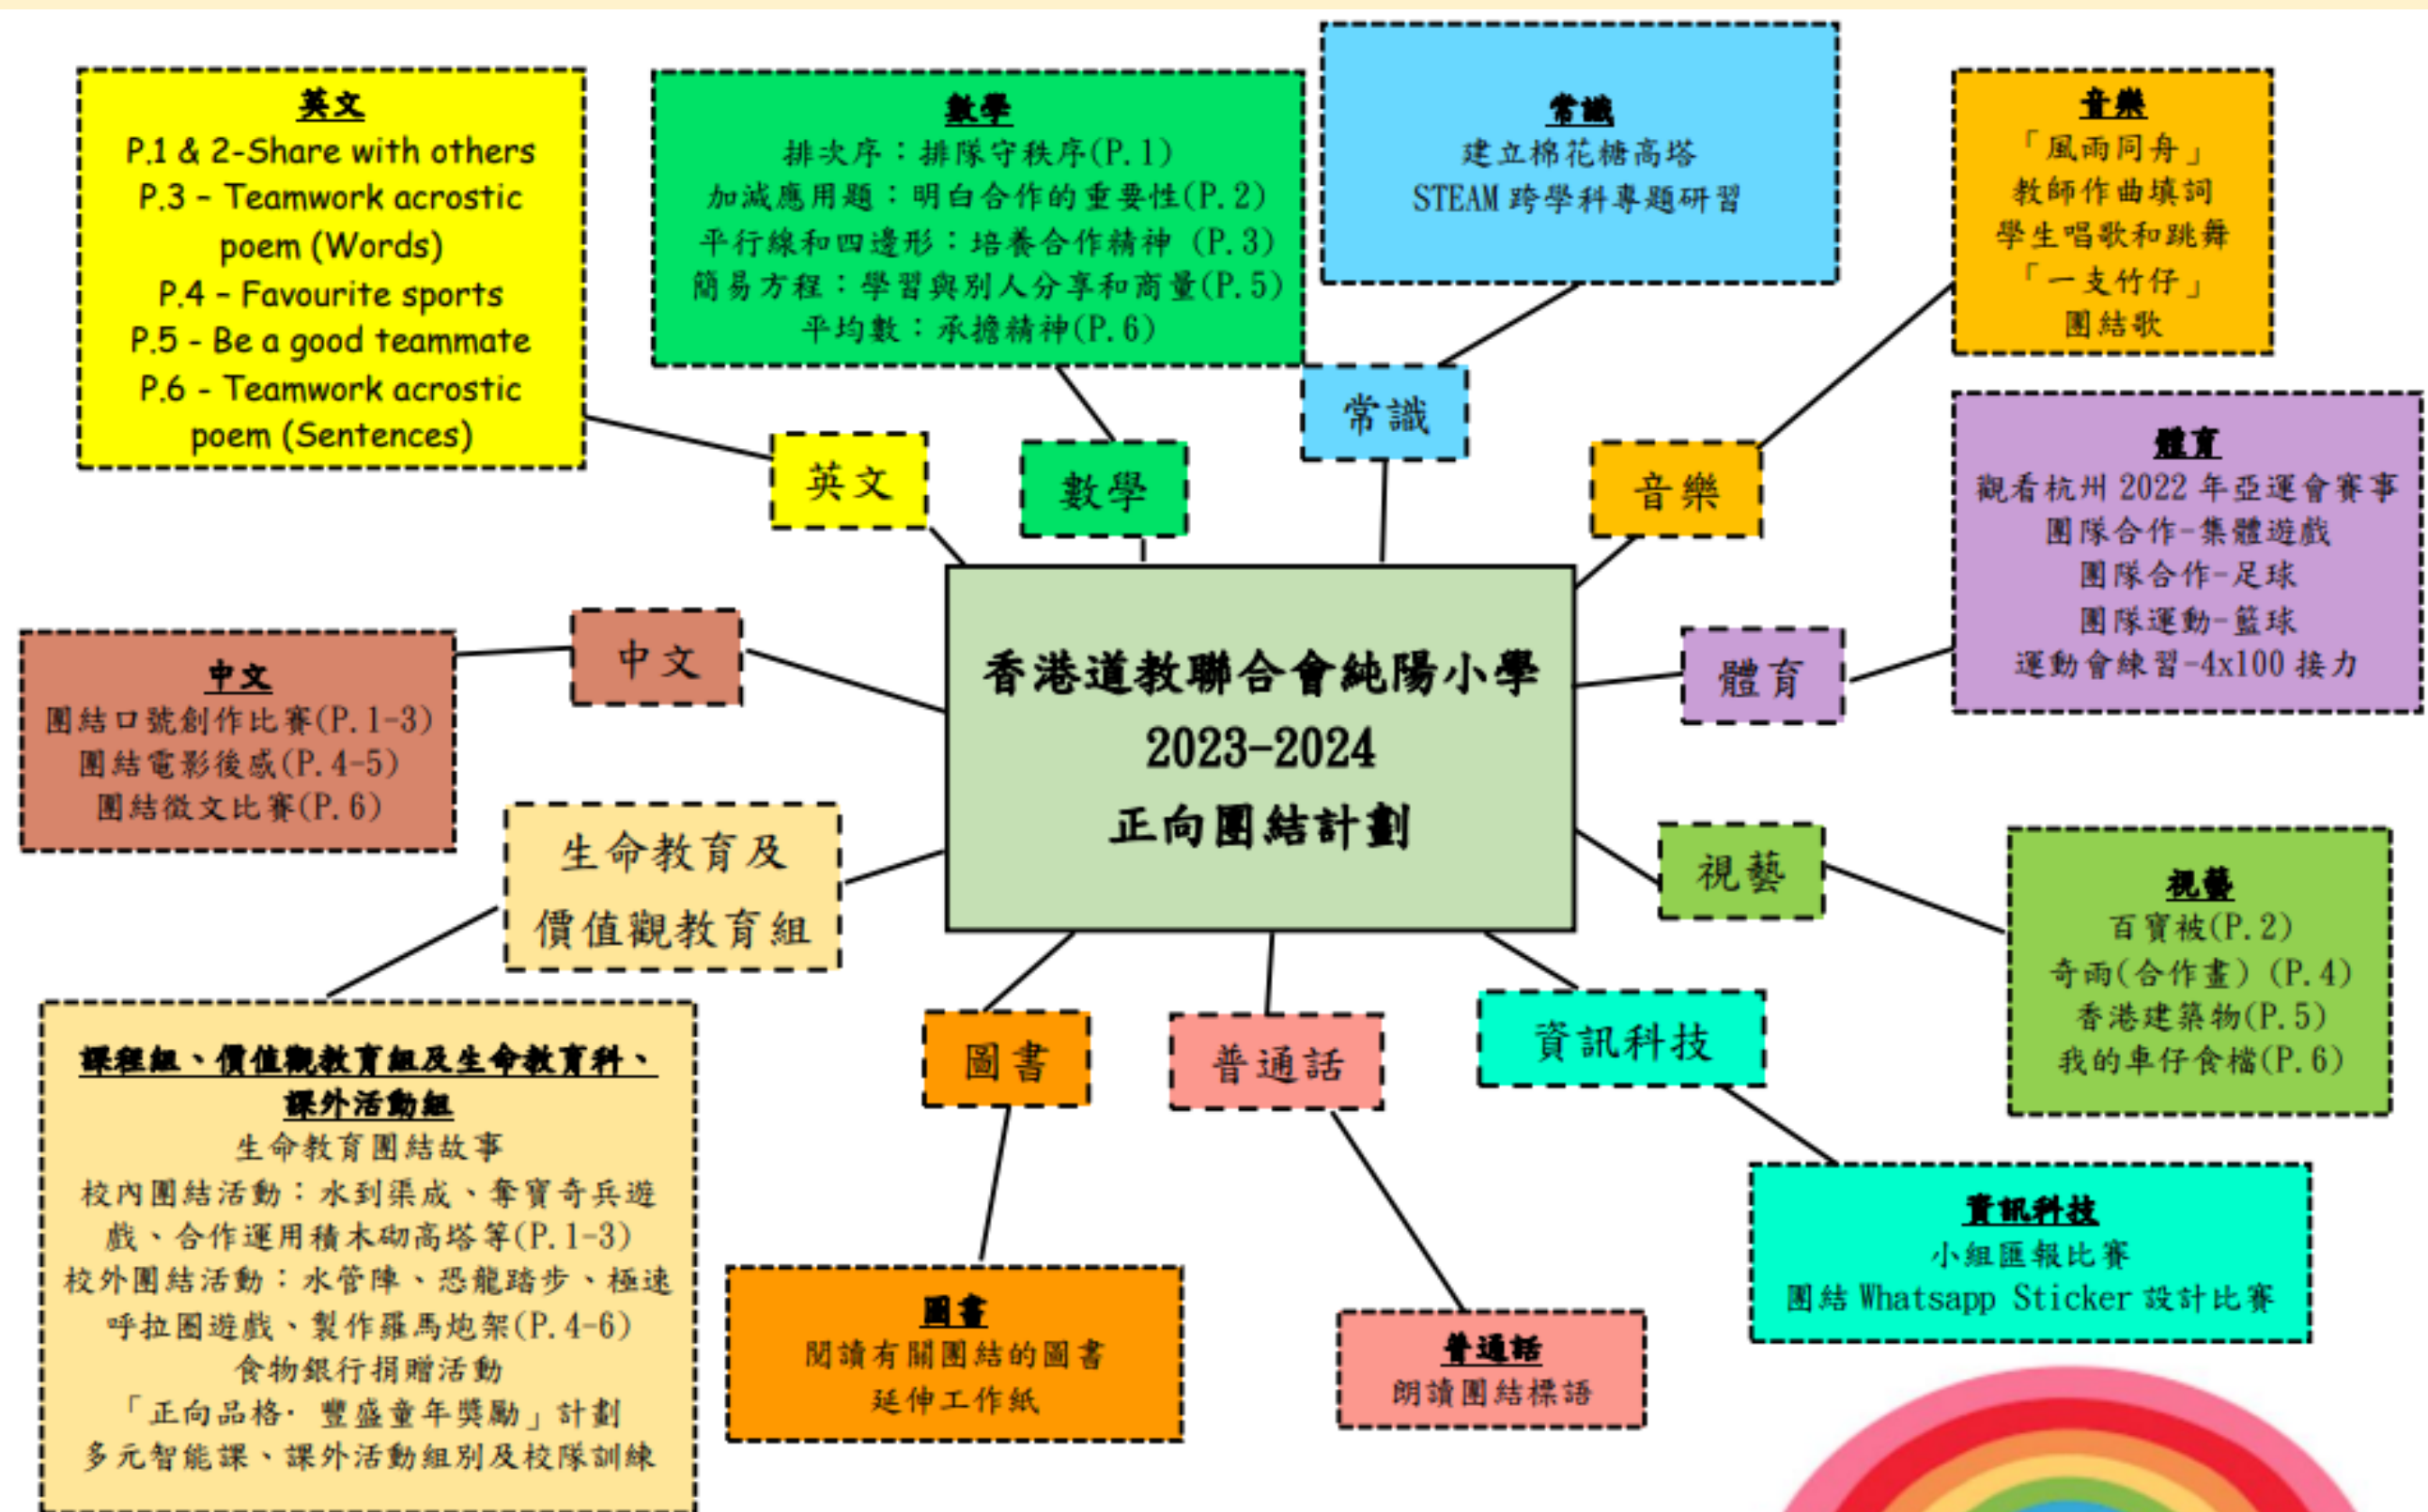 英文
P.1 & 2-Share with others
P.3 – Teamwork acrostic
poem (Words)
P.4 – Favourite sports
P.5 - Be a good teammate
P.6 - Teamwork acrostic
poem (Sentences)
數學
排次序：排隊守秩序(P.1)
加減應用題：明白合作的重要性(P.2)
平行線和四邊形：培養合作精神 (P.3)
簡易方程：學習與別人分享和商量(P.5)
平均數：承擔精神(P.6)
常識
建立棉花糖高塔
STEAM 跨學科專題研習
音樂
「風雨同舟」
教師作曲填詞
學生唱歌和跳舞
「一支竹仔」
團結歌
體育
觀看杭州 2022 年亞運會賽事
團隊合作-集體遊戲
團隊合作-足球
團隊運動-籃球
運動會練習-4x100 接力
英文
數學
常識
音樂
中文
體育
中文
團結口號創作比賽(P.1-3)
團結電影後感(P.4-5)
團結徵文比賽(P.6)
香港道教聯合會純陽小學
2023-2024
正向團結計劃
生命教育及
價值觀教育組
視藝
視藝
百寶被(P.2)
奇雨(合作畫) (P.4)
香港建築物(P.5)
我的車仔食檔(P.6)
圖書
普通話
資訊科技
課程組、價值觀教育組及生命教育科、
課外活動組
生命教育團結故事
校內團結活動：水到渠成、奪寶奇兵遊
戲、合作運用積木砌高塔等(P.1-3)
校外團結活動：水管陣、恐龍踏步、極速
呼拉圈遊戲、製作羅馬炮架(P.4-6)
食物銀行捐贈活動
「正向品格· 豐盛童年獎勵」計劃
多元智能課、課外活動組別及校隊訓練
圖書
閱讀有關團結的圖書
延伸工作紙
普通話
朗讀團結標語
資訊科技
小組匯報比賽
團結 Whatsapp Sticker 設計比賽